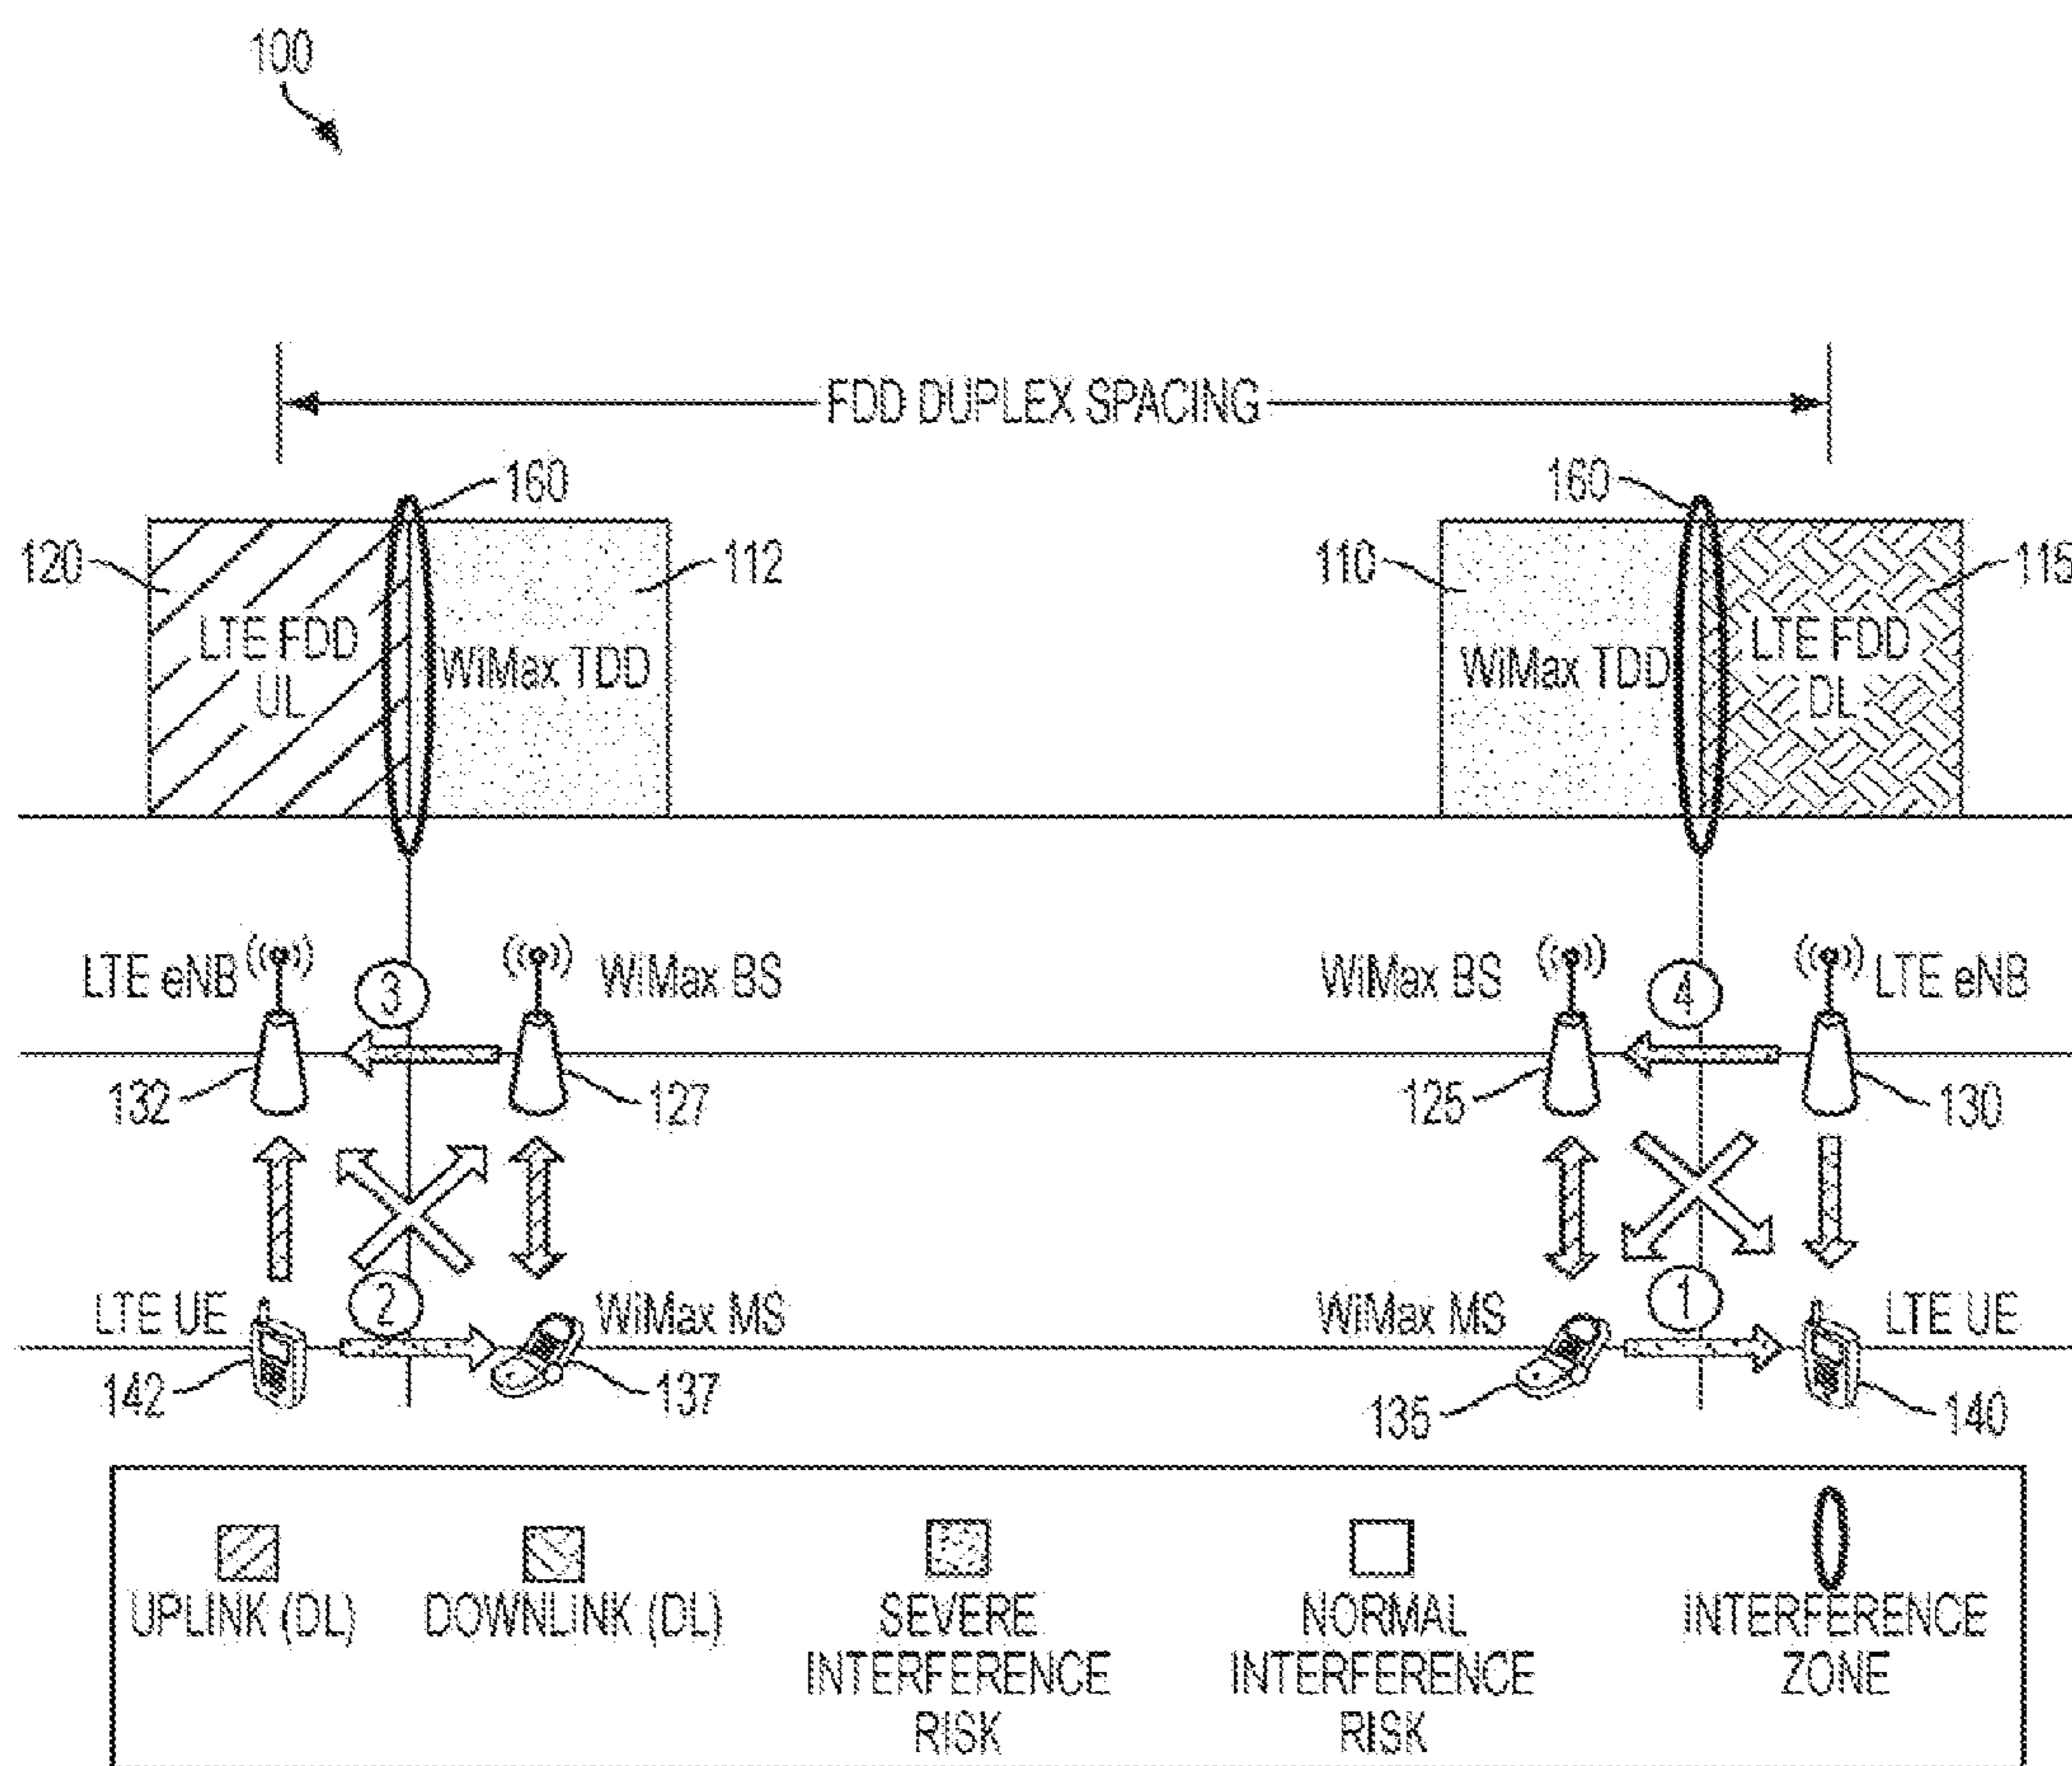 100
FDD DUPLEX SPACING
160
160
120
112
110
115
LTE FDD
UL
WiMax TDD
WiMax TDD
LTE FDD
DL
LTE eNB
3
WiMax BS
WiMax BS
4
LTE eNB
132
127
125
130
LTE UE
2
WiMax MS
WiMax MS
1
LTE UE
142
137
135
140
UPLINK (DL)
DOWNLINK (DL)
SEVERE
INTERFERENCE
RISK
NORMAL
INTERFERENCE
RISK
INTERFERENCE
ZONE